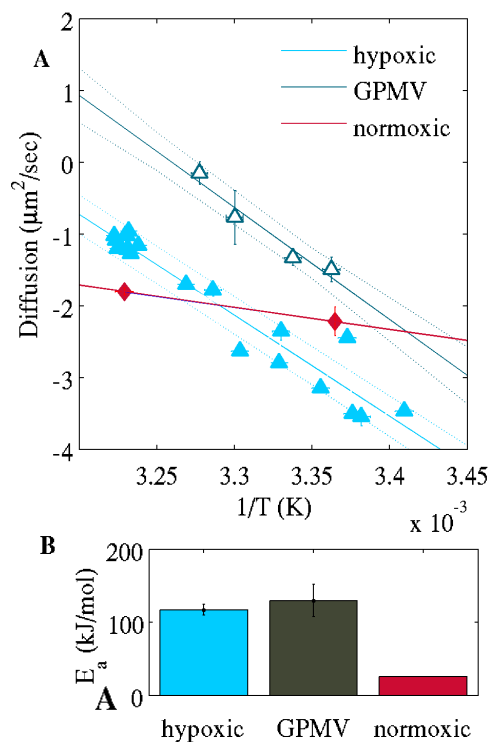 A
2
1
0
-1
-2
-3
-4
Diffusion (μm²/sec)
hypoxic
GPMV
normoxic
3.25 3.3 3.35 3.4 3.45
1/T (K)
x 10⁻³
B
200
100
0
E_a (kJ/mol)
A
hypoxic GPMV normoxic